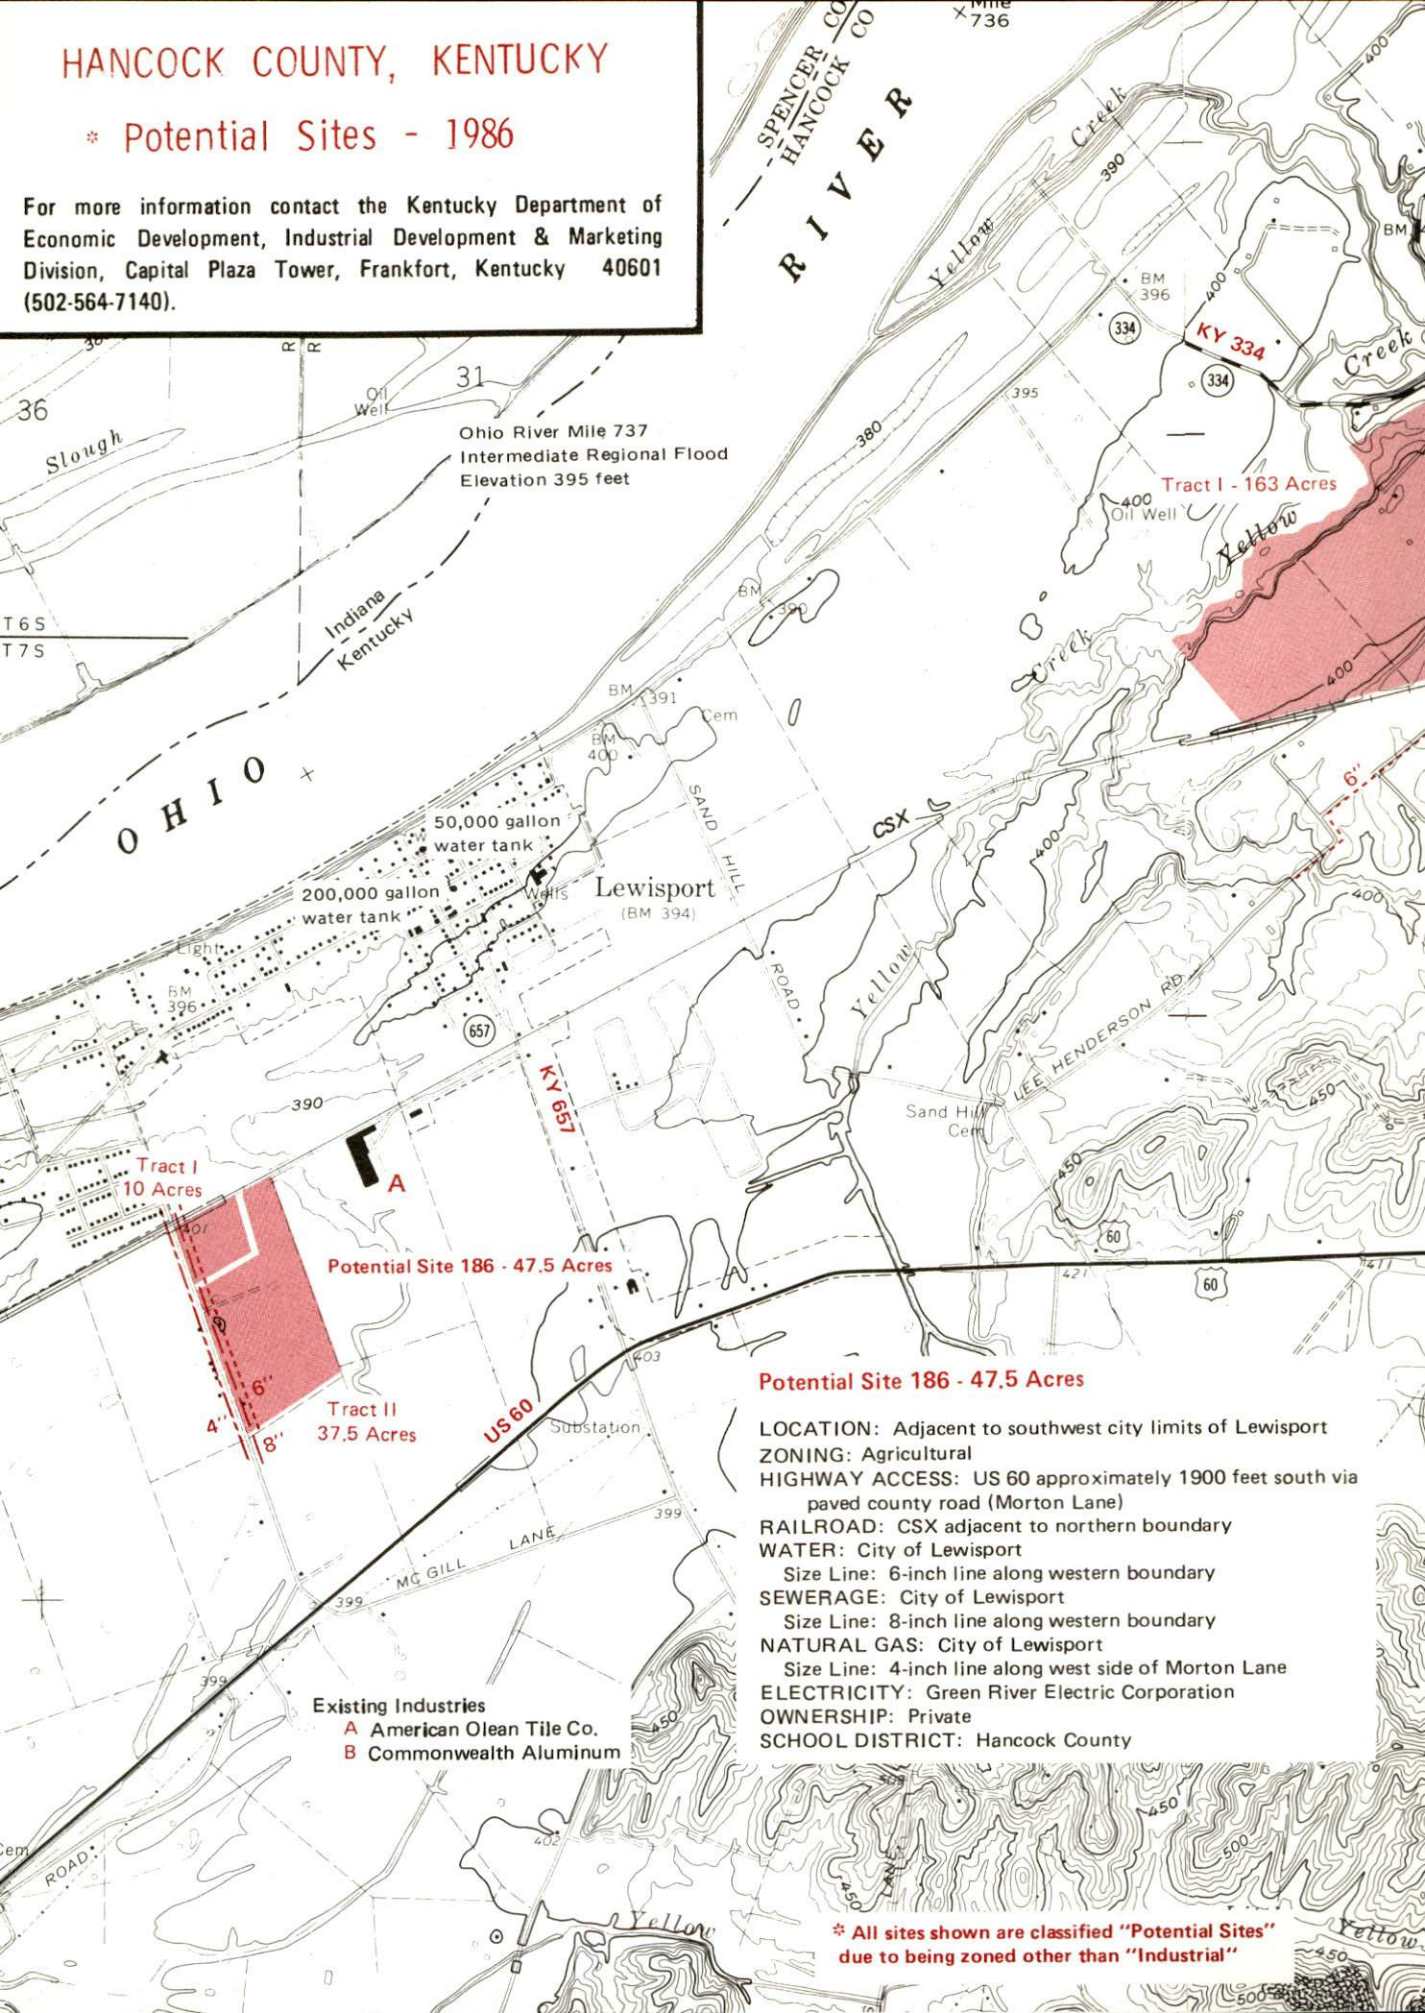 HANCOCK COUNTY, KENTUCKY
* Potential Sites - 1986
For more information contact the Kentucky Department of
Economic Development, Industrial Development & Marketing
Division, Capital Plaza Tower, Frankfort, Kentucky 40601
(502-564-7140).
SPENCER CO
HANCOCK CO
Mile
736
RIVER
Yellow
Creek
390
400
400
BM
BM
396
334
KY 334
334
Creek
R R
36
31
Oil
Well
Slough
Ohio River Mile 737
Intermediate Regional Flood
Elevation 395 feet
380
395
Tract I - 163 Acres
400
Oil Well
Yellow
Creek
400
Indiana
Kentucky
T 6 S
T 7 S
BM
390
BM
391
Cem
BM
400
OHIO
6"
SAND HILL ROAD
CSX
400
50,000 gallon
water tank
200,000 gallon
water tank
Wells
Lewisport
(BM 394)
400
Light
BM
396
657
Yellow
LEE HENDERSON RD
KY 657
390
Sand Hill
Cem
450
450
A
Tract I
10 Acres
401
Potential Site 186 - 47.5 Acres
60
60
421
411
403
6"
4"
8"
Tract II
37.5 Acres
US 60
Substation
399
MC GILL LANE
399
399
Potential Site 186 - 47.5 Acres
LOCATION: Adjacent to southwest city limits of Lewisport
ZONING: Agricultural
HIGHWAY ACCESS: US 60 approximately 1900 feet south via
paved county road (Morton Lane)
RAILROAD: CSX adjacent to northern boundary
WATER: City of Lewisport
Size Line: 6-inch line along western boundary
SEWERAGE: City of Lewisport
Size Line: 8-inch line along western boundary
NATURAL GAS: City of Lewisport
Size Line: 4-inch line along west side of Morton Lane
ELECTRICITY: Green River Electric Corporation
OWNERSHIP: Private
SCHOOL DISTRICT: Hancock County
Existing Industries
A American Olean Tile Co.
B Commonwealth Aluminum
450
402
450
500
450
LANE
Cem
ROAD
Yellow
Yellow
450
500
* All sites shown are classified "Potential Sites"
due to being zoned other than "Industrial"